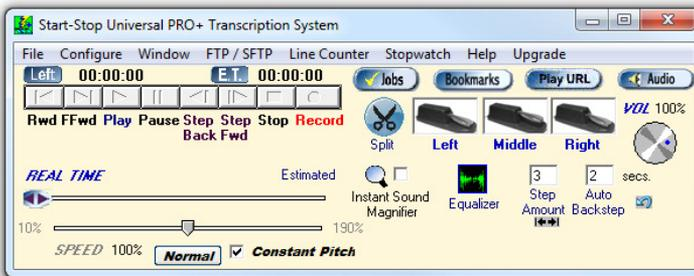 Start-Stop Universal PRO+ Transcription System
File Configure Window FTP / SFTP Line Counter Stopwatch Help Upgrade
Left 00:00:00 E.T. 00:00:00 Jobs Bookmarks Play URL Audio
Rwd FFwd Play Pause Step Back Step Fwd Stop Record
Split Left Middle Right
VOL 100%
REAL TIME Estimated
Instant Sound Magnifier
Equalizer
3 Step Amount
2 secs. Auto Backstep
10% 190%
SPEED 100% Normal Constant Pitch